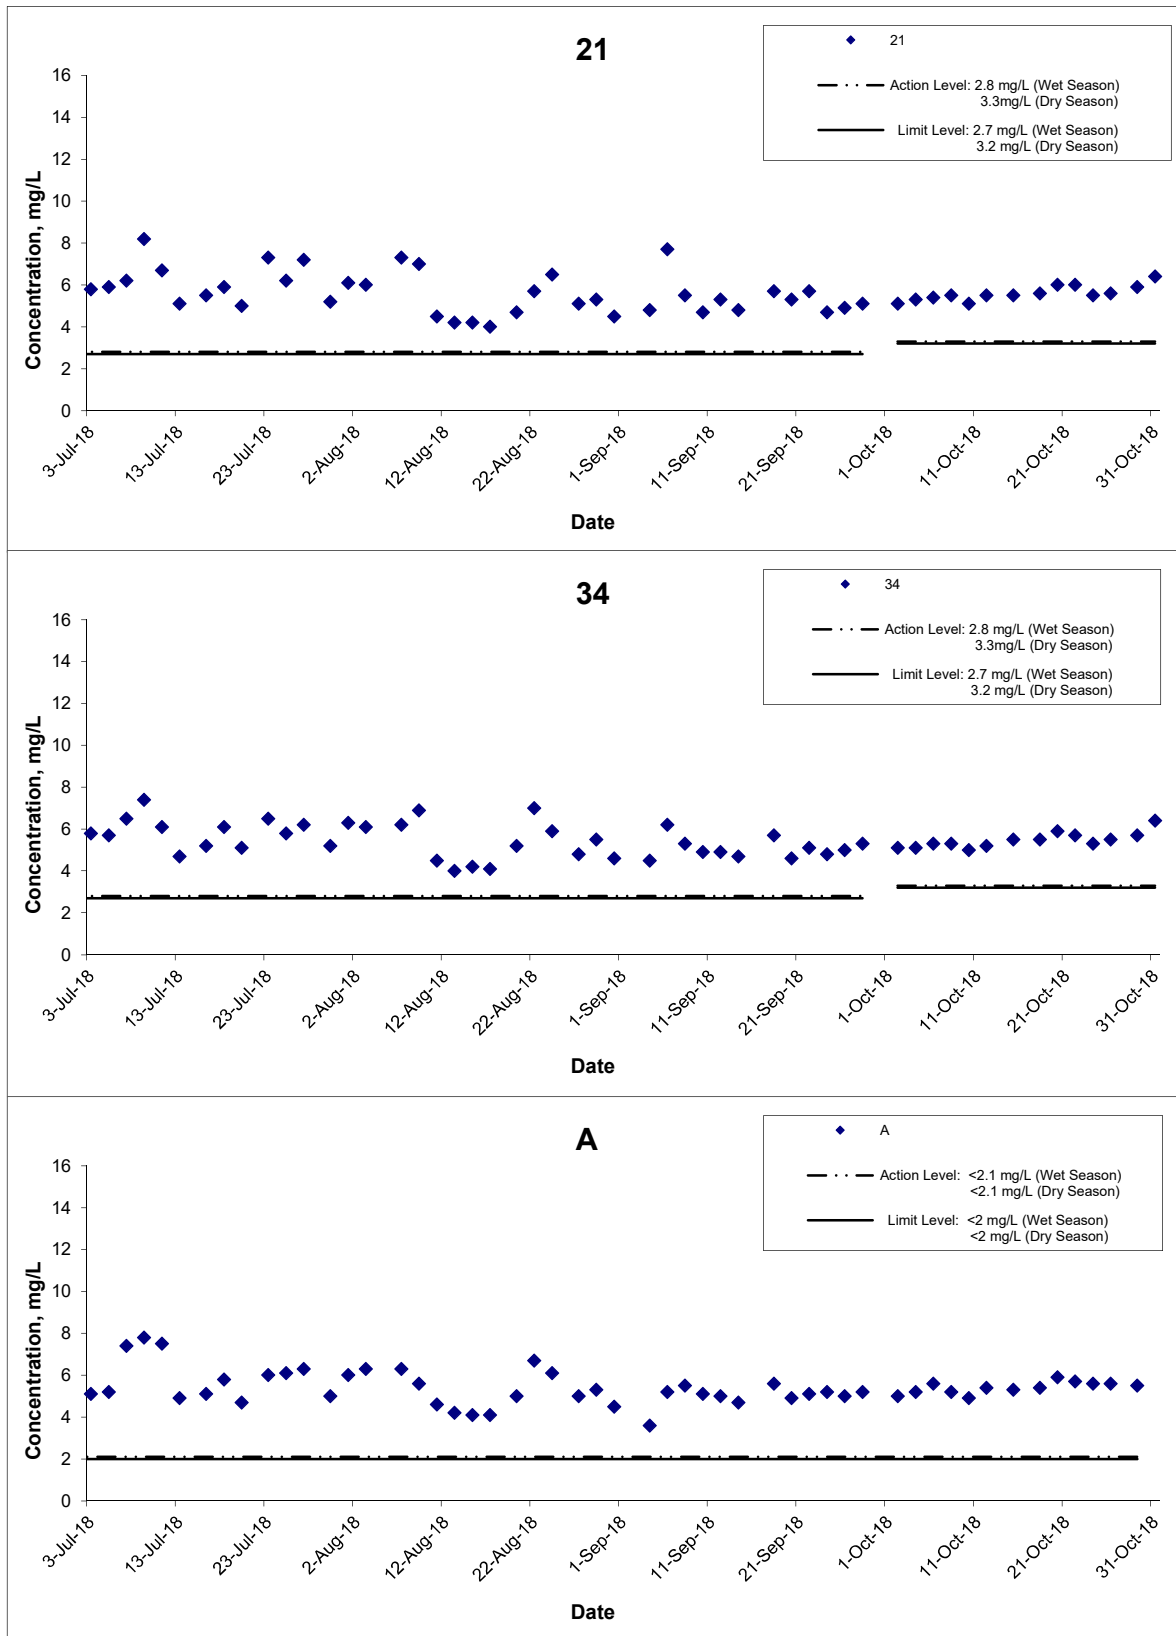 21
21
Action Level: 2.8 mg/L (Wet Season)
3.3mg/L (Dry Season)
Limit Level: 2.7 mg/L (Wet Season)
3.2 mg/L (Dry Season)
Concentration, mg/L
16
14
12
10
8
6
4
2
0
3-Jul-18 13-Jul-18 23-Jul-18 2-Aug-18 12-Aug-18 22-Aug-18 1-Sep-18 11-Sep-18 21-Sep-18 1-Oct-18 11-Oct-18 21-Oct-18 31-Oct-18
Date
34
34
Action Level: 2.8 mg/L (Wet Season)
3.3mg/L (Dry Season)
Limit Level: 2.7 mg/L (Wet Season)
3.2 mg/L (Dry Season)
Concentration, mg/L
16
14
12
10
8
6
4
2
0
3-Jul-18 13-Jul-18 23-Jul-18 2-Aug-18 12-Aug-18 22-Aug-18 1-Sep-18 11-Sep-18 21-Sep-18 1-Oct-18 11-Oct-18 21-Oct-18 31-Oct-18
Date
A
A
Action Level: <2.1 mg/L (Wet Season)
<2.1 mg/L (Dry Season)
Limit Level: <2 mg/L (Wet Season)
<2 mg/L (Dry Season)
Concentration, mg/L
16
14
12
10
8
6
4
2
0
3-Jul-18 13-Jul-18 23-Jul-18 2-Aug-18 12-Aug-18 22-Aug-18 1-Sep-18 11-Sep-18 21-Sep-18 1-Oct-18 11-Oct-18 21-Oct-18 31-Oct-18
Date